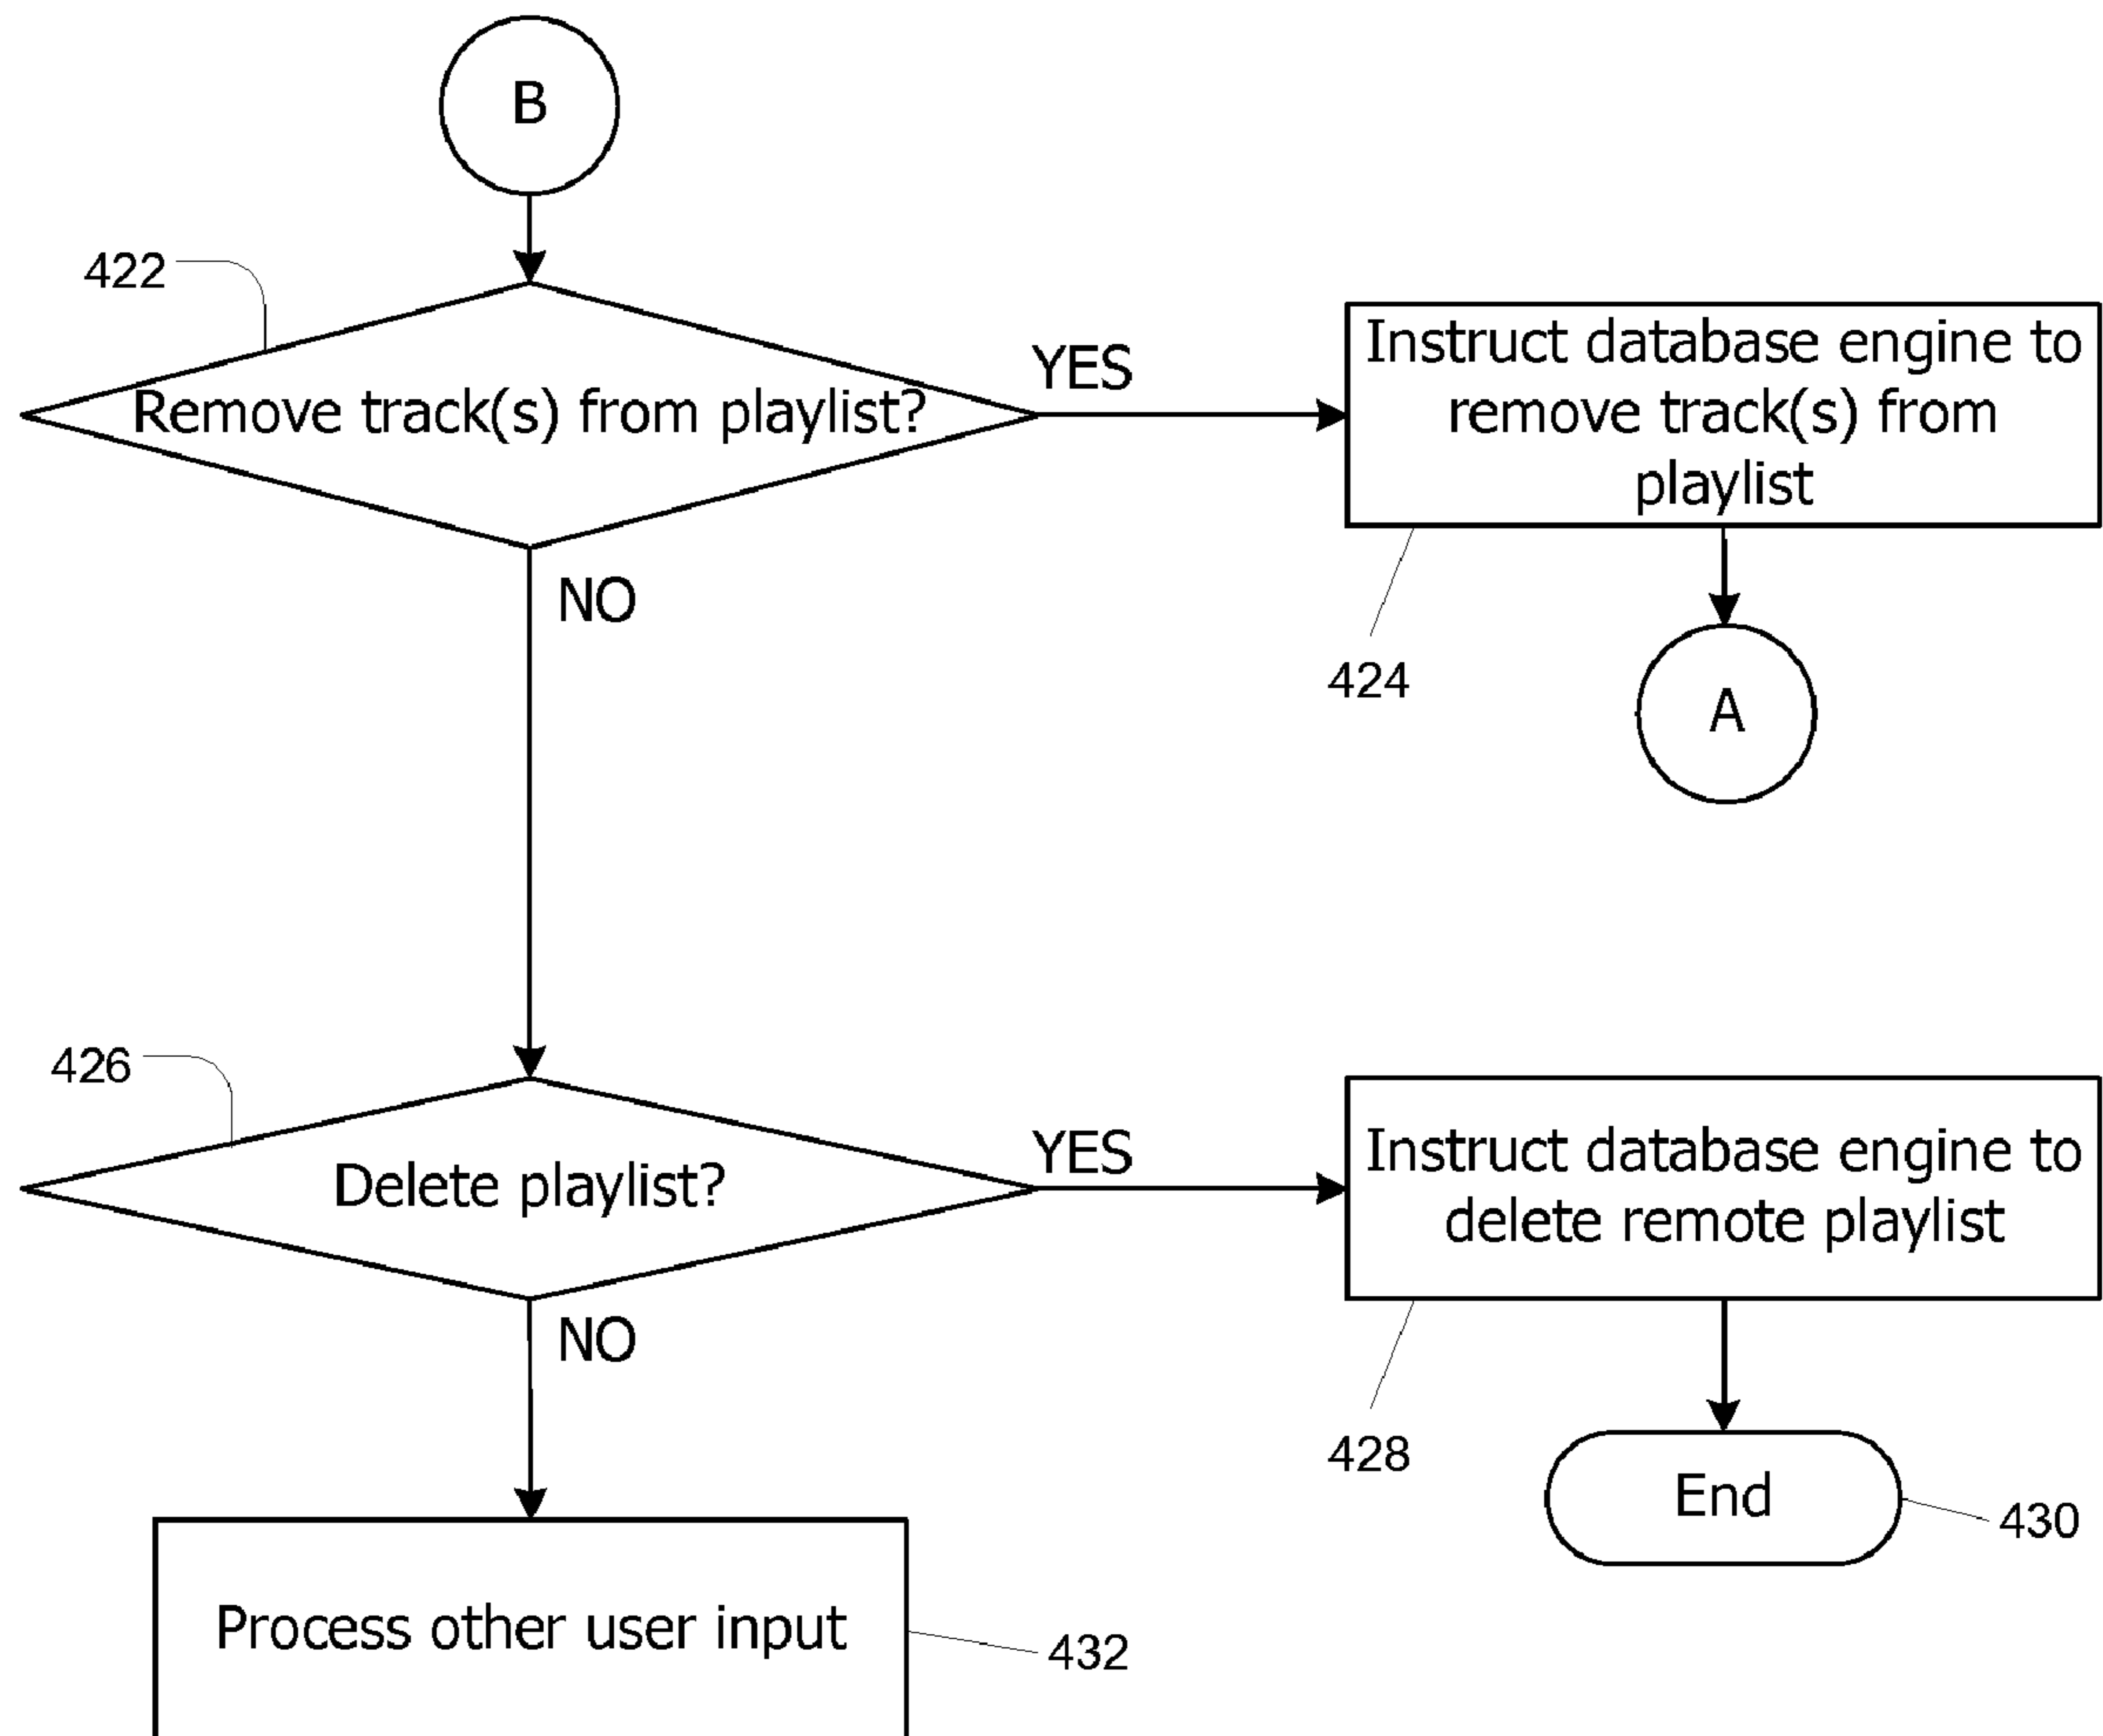 B
422
Remove track(s) from playlist?
YES
Instruct database engine to
remove track(s) from
playlist
NO
424
A
426
Delete playlist?
YES
Instruct database engine to
delete remote playlist
NO
428
End
430
Process other user input
432